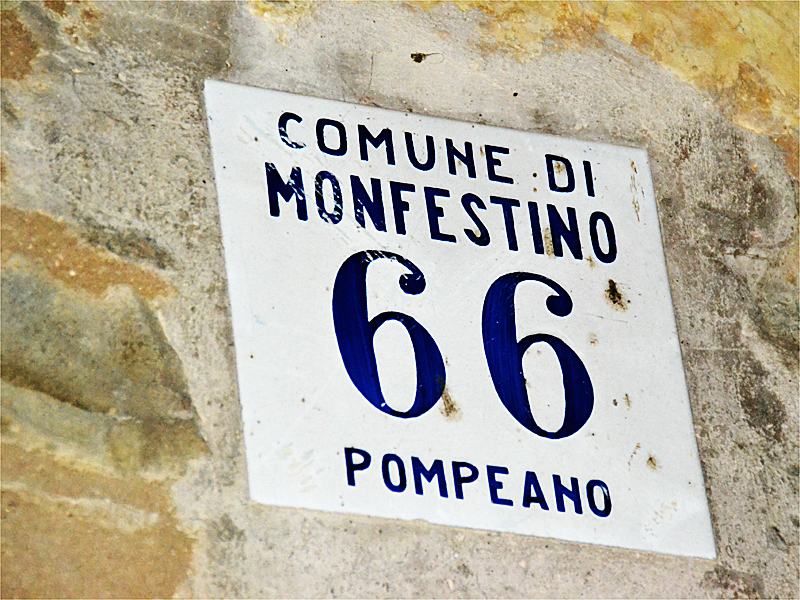 COMUNE DI
MONFESTINO
66
POMPEANO